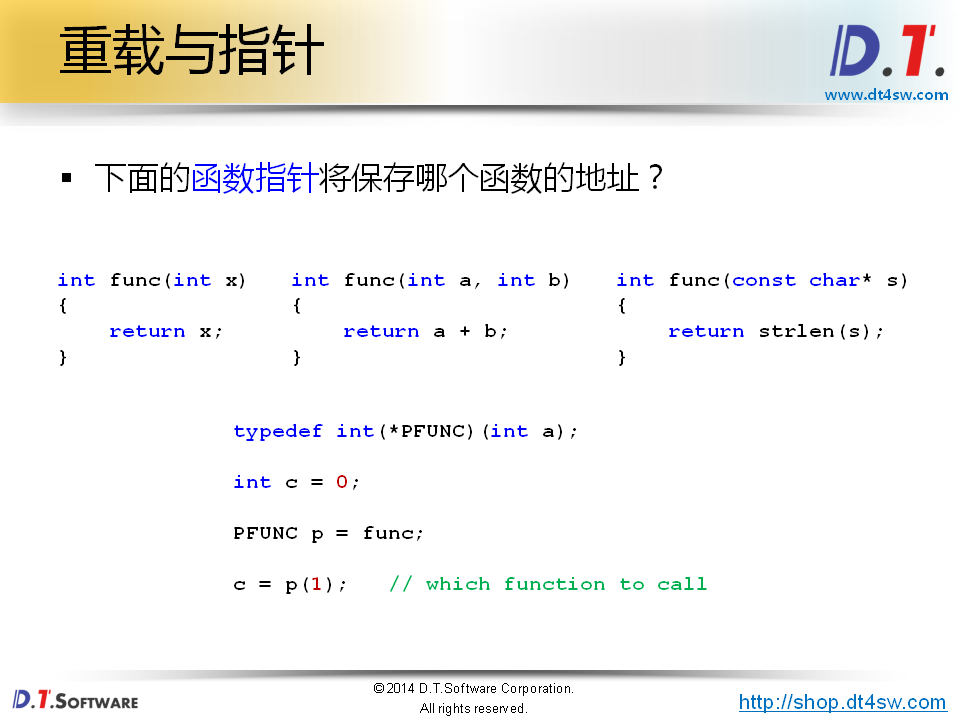 重载与指针
D.T.
www.dt4sw.com
▪ 下面的函数指针将保存哪个函数的地址？
int func(int x)
{
    return x;
}
int func(int a, int b)
{
    return a + b;
}
int func(const char* s)
{
    return strlen(s);
}
typedef int(*PFUNC)(int a);
int c = 0;
PFUNC p = func;
c = p(1);   // which function to call
D.T.SOFTWARE
©2014 D.T.Software Corporation.
All rights reserved.
http://shop.dt4sw.com